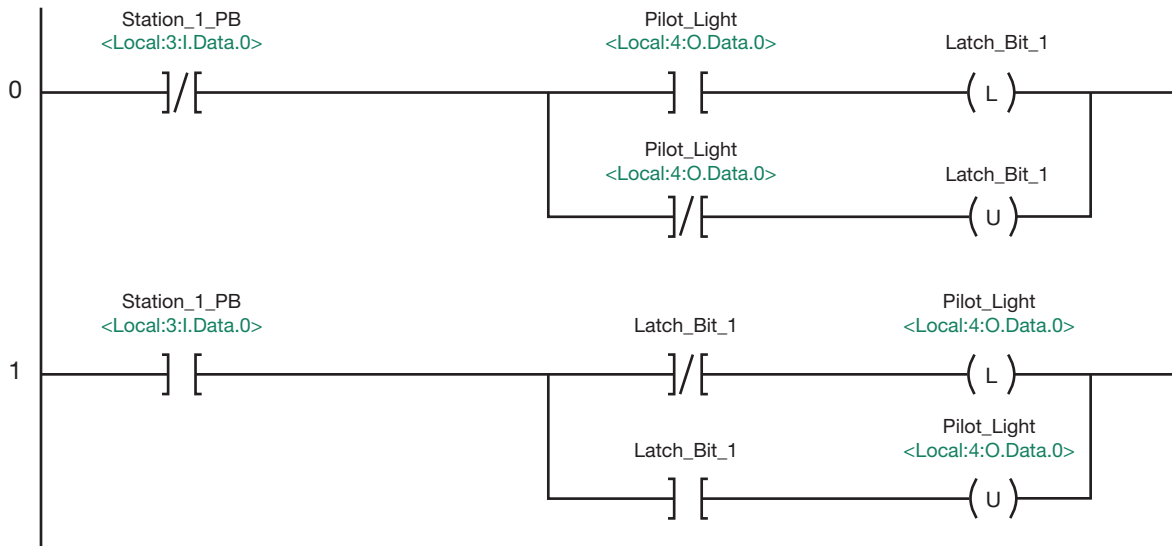 Station_1_PB
<Local:3:I.Data.0>
Pilot_Light
<Local:4:O.Data.0>
Latch_Bit_1
0
L
Pilot_Light
<Local:4:O.Data.0>
Latch_Bit_1
U
Station_1_PB
<Local:3:I.Data.0>
Latch_Bit_1
Pilot_Light
<Local:4:O.Data.0>
1
L
Latch_Bit_1
Pilot_Light
<Local:4:O.Data.0>
U